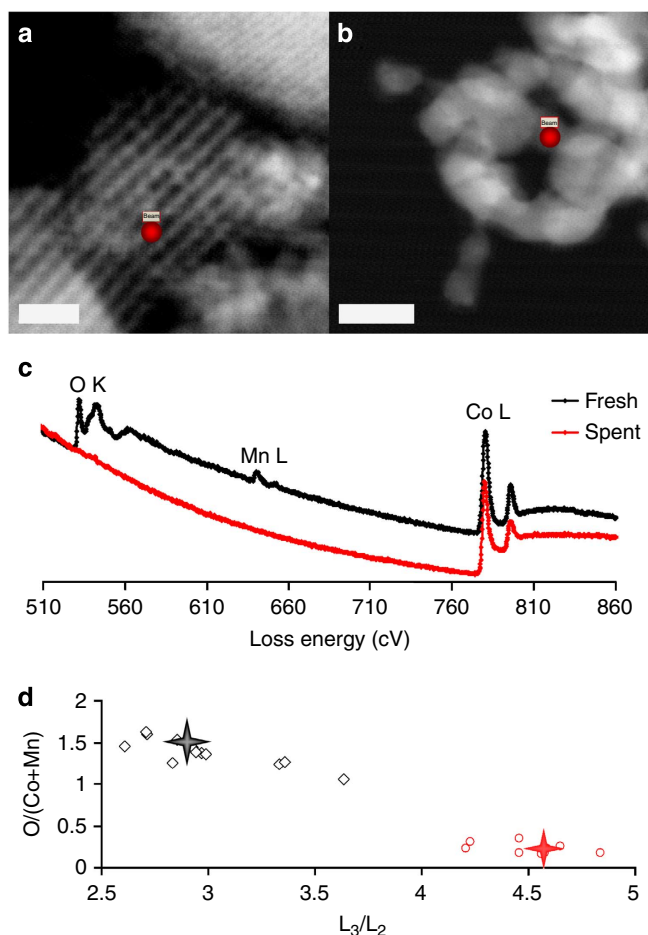 a
b
Beam
Beam
c
O K
Mn L
Co L
Fresh
Spent
510 560 610 660 710 760 810 860
Loss energy (cV)
d
2
1.5
1
0.5
0
O/(Co+Mn)
2.5 3 3.5 4 4.5 5
L₃/L₂